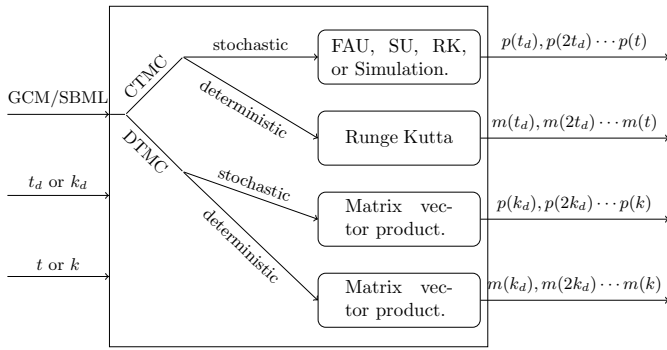 GCM/SBML
t_d or k_d
t or k
CTMC
DTMC
stochastic
deterministic
stochastic
deterministic
FAU, SU, RK,
or Simulation.
Runge Kutta
Matrix vec-
tor product.
Matrix vec-
tor product.
p(t_d), p(2t_d) ··· p(t)
m(t_d), m(2t_d) ··· m(t)
p(k_d), p(2k_d) ··· p(k)
m(k_d), m(2k_d) ··· m(k)